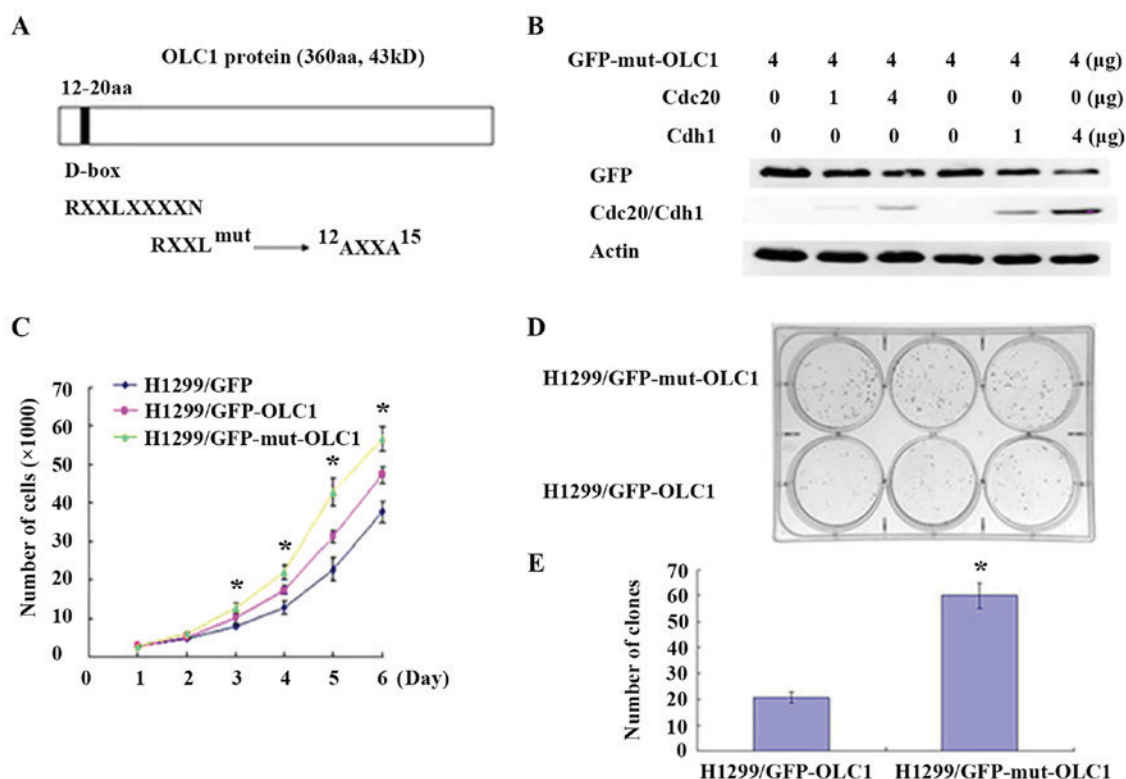 A
OLC1 protein (360aa, 43kD)
12-20aa
D-box
RXXLXXXXN
RXXL mut 12 AXXA 15
B
GFP-mut-OLC1 4 4 4 4 4 4 (µg)
Cdc20 0 1 4 0 0 0 (µg)
Cdh1 0 0 0 0 1 4 (µg)
GFP
Cdc20/Cdh1
Actin
C
Number of cells (×1000)
70
60
50
40
30
20
10
0
H1299/GFP
H1299/GFP-OLC1
H1299/GFP-mut-OLC1
* * * *
0 1 2 3 4 5 6 (Day)
D
H1299/GFP-mut-OLC1
H1299/GFP-OLC1
E
Number of clones
70
60
50
40
30
20
10
0
*
H1299/GFP-OLC1 H1299/GFP-mut-OLC1